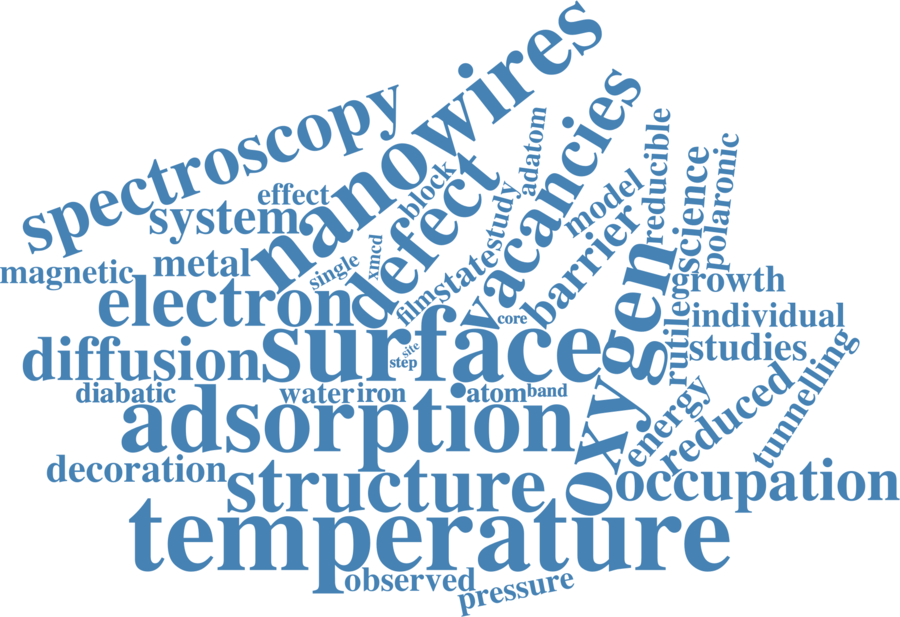 nanowires
spectroscopy
vacancies
adatom
reducible
effect
system
block
defect
study
model
science
polaronic
magnetic
metal
single
xmcd
film
state
barrier
growth
electron
core
oxygen
individual
diffusion
surface
site
step
rutile
studies
tunnelling
diabatic
water
iron
atom
band
energy
reduced
adsorption
decoration
structure
occupation
temperature
observed
pressure